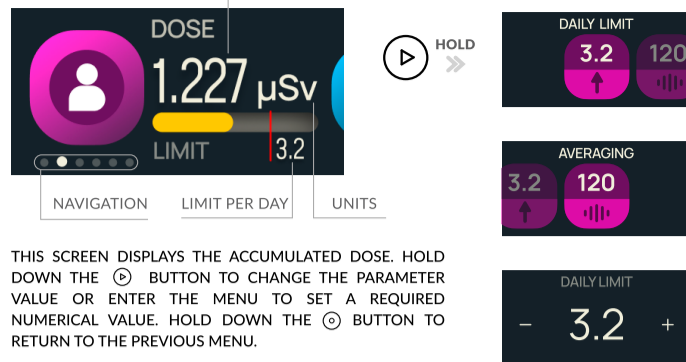 DOSE
1.227 µSv
LIMIT 3.2
NAVIGATION LIMIT PER DAY UNITS
HOLD
DAILY LIMIT
3.2 120
AVERAGING
3.2 120
DAILY LIMIT
− 3.2 +
THIS SCREEN DISPLAYS THE ACCUMULATED DOSE. HOLD
DOWN THE BUTTON TO CHANGE THE PARAMETER
VALUE OR ENTER THE MENU TO SET A REQUIRED
NUMERICAL VALUE. HOLD DOWN THE BUTTON TO
RETURN TO THE PREVIOUS MENU.